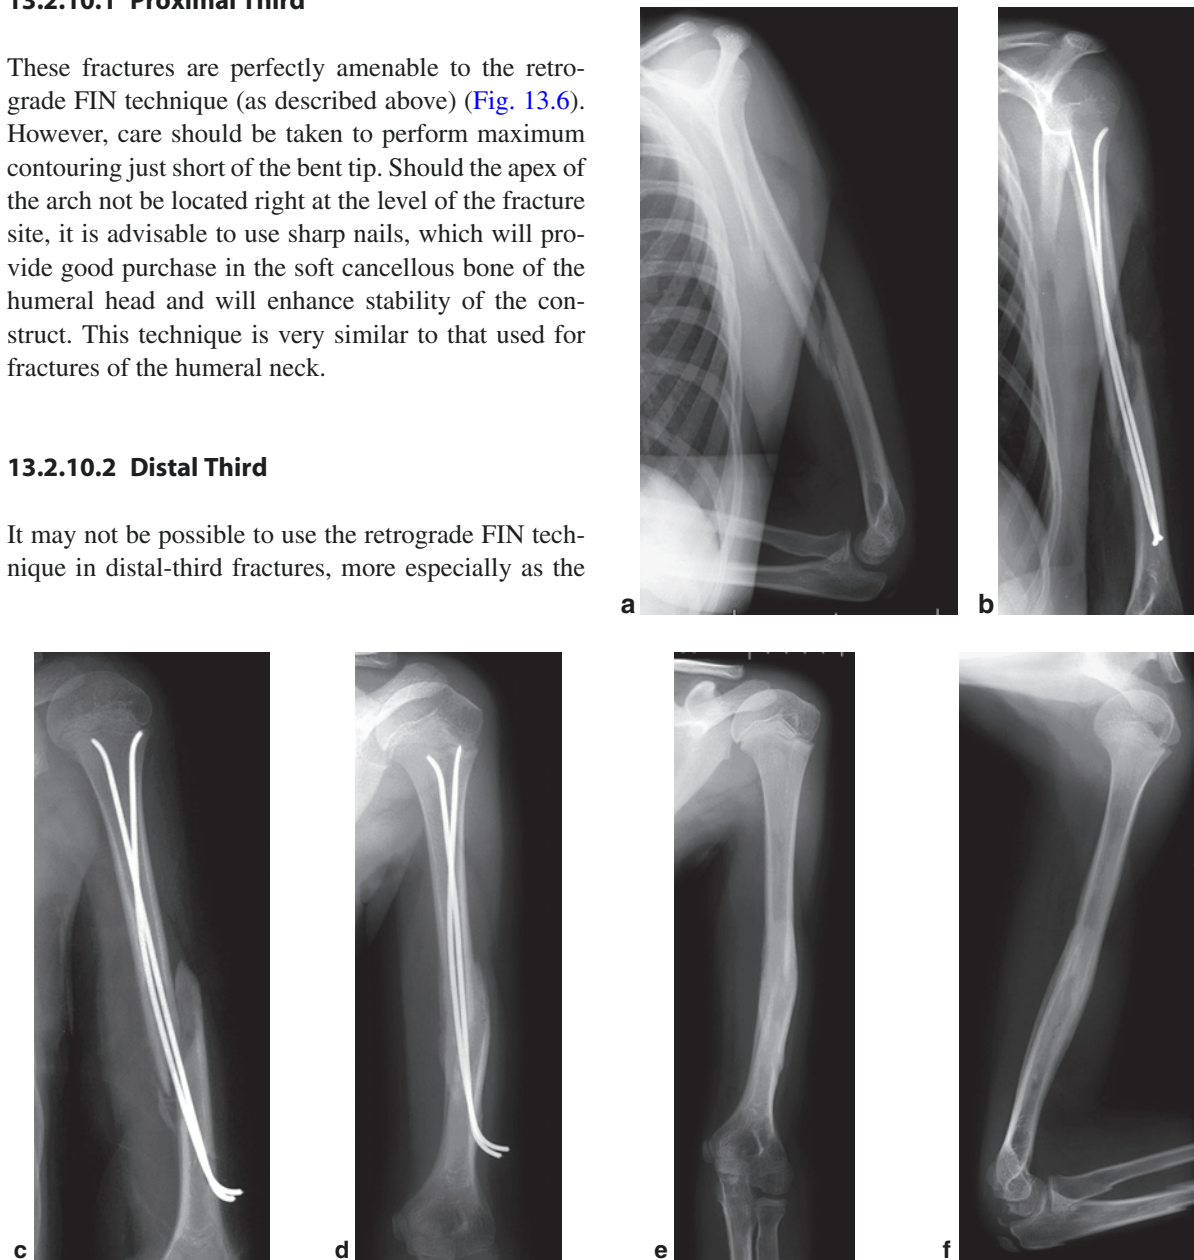 13.2.10.1 Proximal Third
These fractures are perfectly amenable to the retro-
grade FIN technique (as described above) (Fig. 13.6).
However, care should be taken to perform maximum
contouring just short of the bent tip. Should the apex of
the arch not be located right at the level of the fracture
site, it is advisable to use sharp nails, which will pro-
vide good purchase in the soft cancellous bone of the
humeral head and will enhance stability of the con-
struct. This technique is very similar to that used for
fractures of the humeral neck.
13.2.10.2 Distal Third
It may not be possible to use the retrograde FIN tech-
nique in distal-third fractures, more especially as the
a
b
c
d
e
f